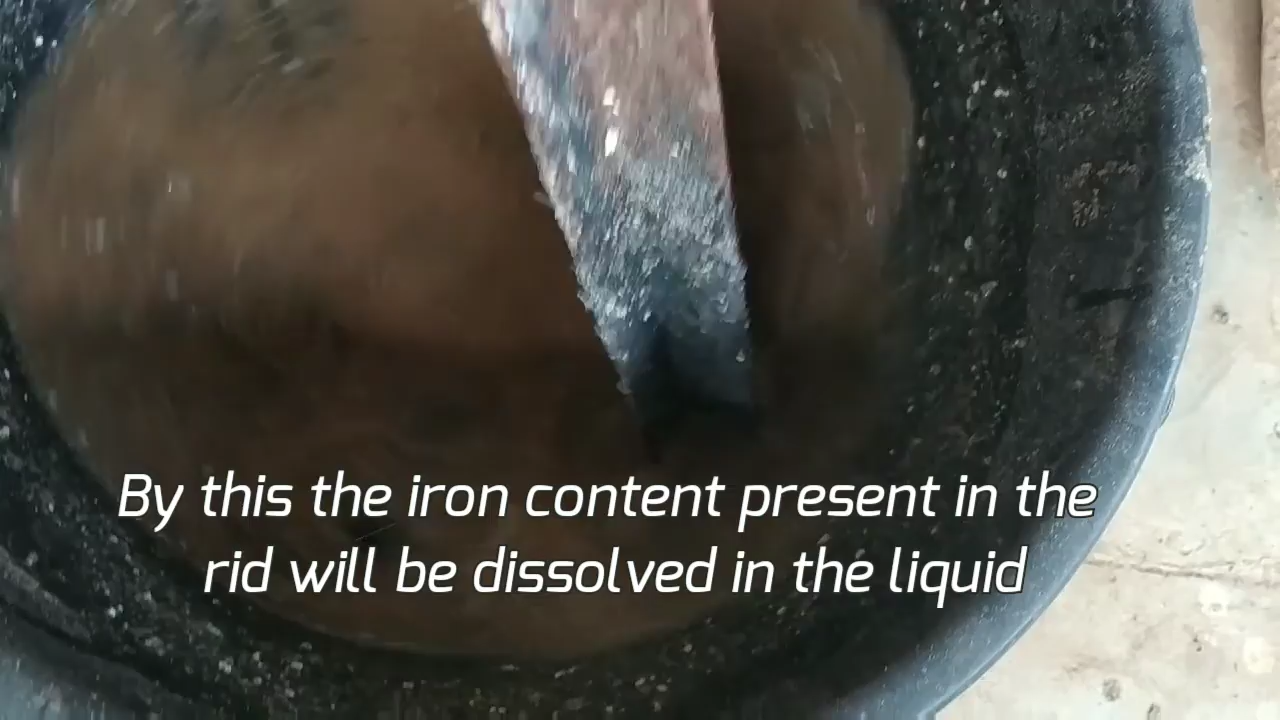 By this the iron content present in the
rid will be dissolved in the liquid